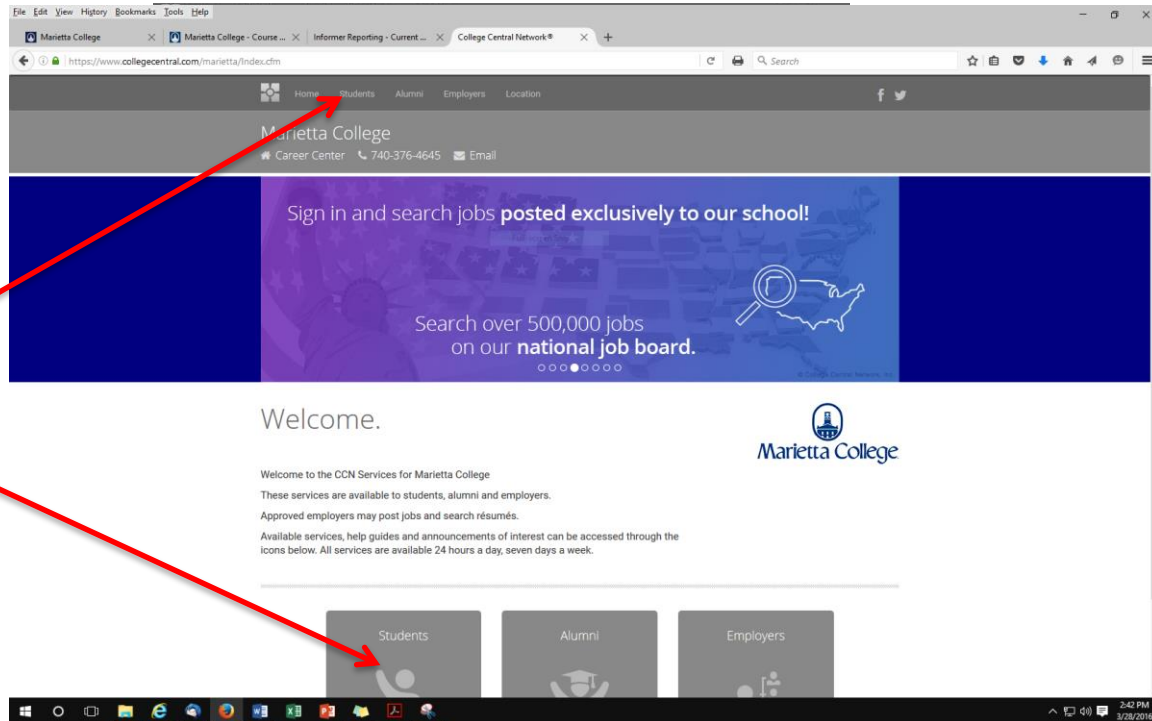 File Edit View History Bookmarks Tools Help
Marietta College
Marietta College - Course ...
Informer Reporting - Current ...
College Central Network®
https://www.collegecentral.com/marietta/Index.cfm
Search
Home Students Alumni Employers Location
Marietta College
Career Center 740-376-4645 Email
Sign in and search jobs posted exclusively to our school!
Search over 500,000 jobs
on our national job board.
© College Central Network, Inc.
Welcome.
Marietta College
Welcome to the CCN Services for Marietta College
These services are available to students, alumni and employers.
Approved employers may post jobs and search résumés.
Available services, help guides and announcements of interest can be accessed through the
icons below. All services are available 24 hours a day, seven days a week.
Students Alumni Employers
2:42 PM
3/28/2016